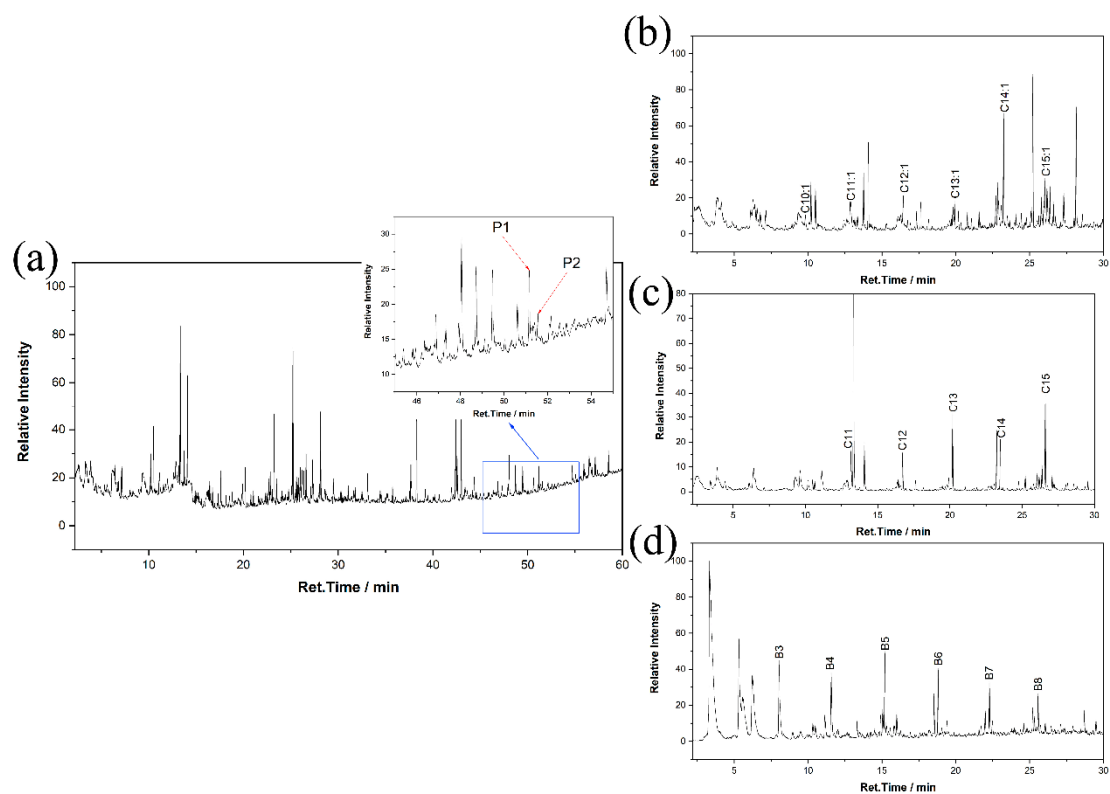 (a)
Relative Intensity
100
80
60
40
20
0
10
20
30
40
50
60
Ret.Time / min
P1
P2
Relative Intensity
30
25
20
15
10
46
48
50
52
54
Ret.Time / min
(b)
Relative Intensity
100
80
60
40
20
0
C10:1
C11:1
C12:1
C13:1
C14:1
C15:1
5
10
15
20
25
30
Ret.Time / min
(c)
Relative Intensity
80
70
60
50
40
30
20
10
0
C11
C12
C13
C14
C15
5
10
15
20
25
30
Ret.Time / min
(d)
Relative Intensity
100
80
60
40
20
0
B3
B4
B5
B6
B7
B8
5
10
15
20
25
30
Ret.Time / min